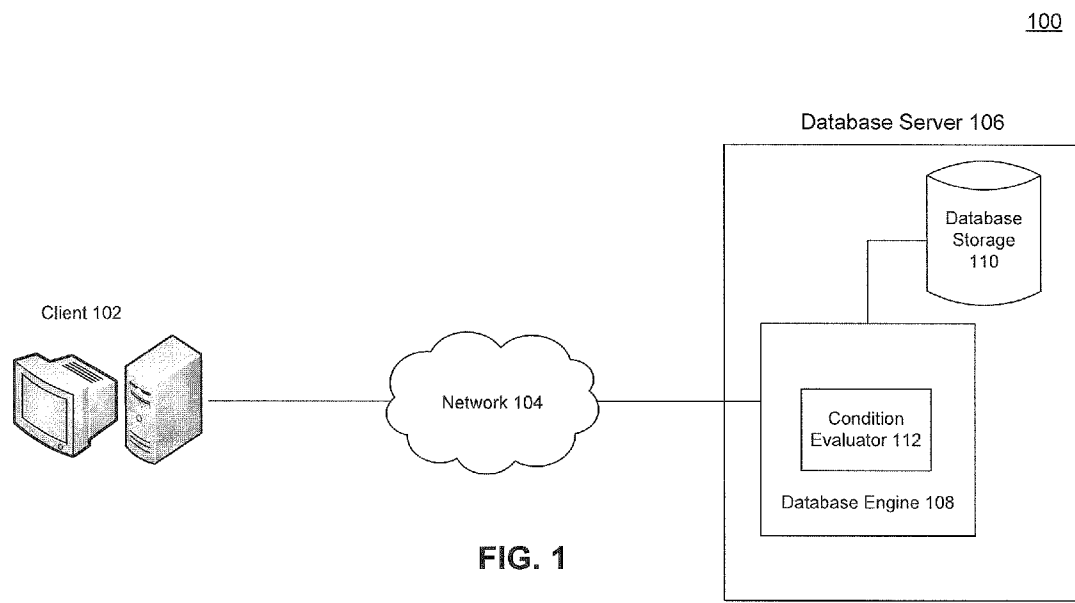 100
Database Server 106
Database
Storage
110
Client 102
Network 104
Condition
Evaluator 112
Database Engine 108
FIG. 1